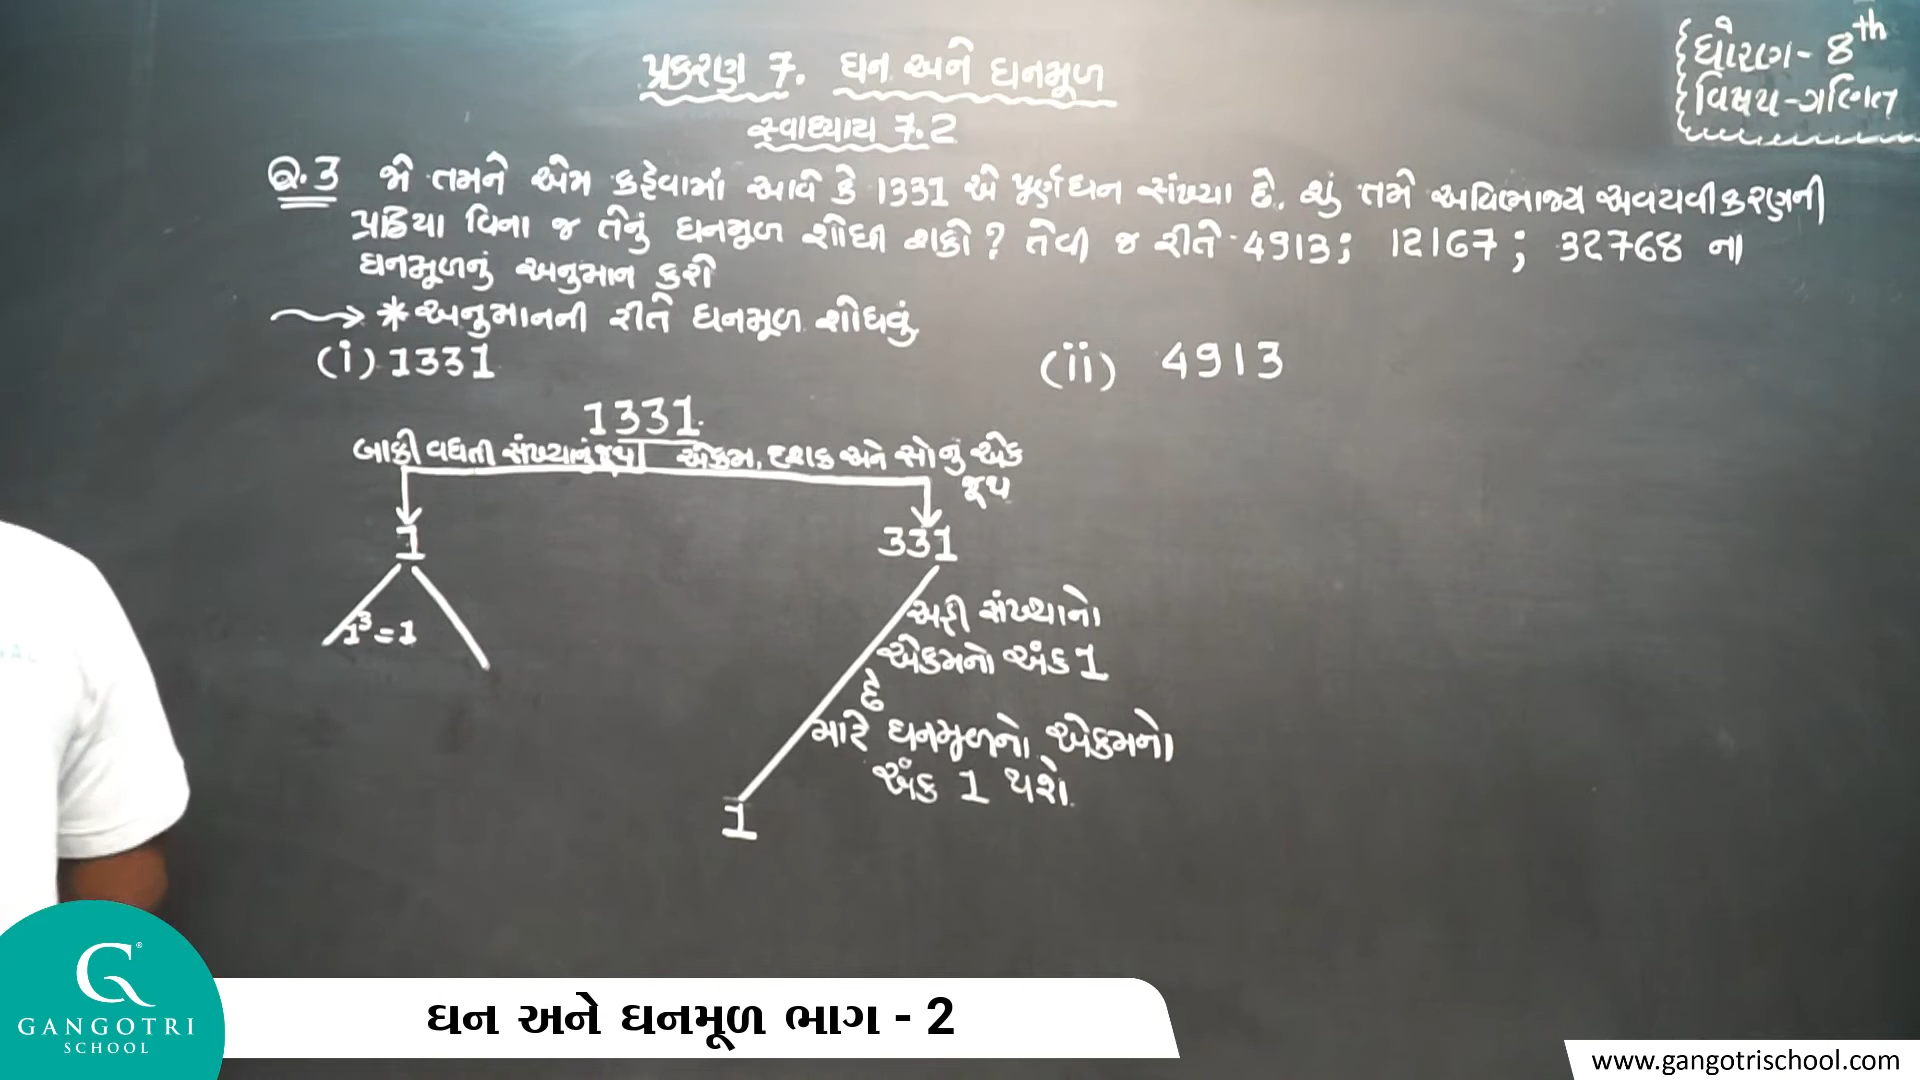 પ્રકરણ 7. ઘન અને ઘનમૂળ
ધોરણ - 8th
વિષય - ગણિત
સ્વાધ્યાય 7.2
Q.3 જો તમને એમ કહેવામાં આવે કે 1331 એ પૂર્ણઘન સંખ્યા છે. શું તમે અવિભાજ્ય અવયવીકરણની
પ્રક્રિયા વિના જ તેનું ઘનમૂળ શોધી શકો? તેવી જ રીતે 4913; 12167; 32768 ના
ઘનમૂળનું અનુમાન કરો
* અનુમાનની રીતે ઘનમૂળ શોધવું
(i) 1331
(ii) 4913
1331
બાકી વધતી સંખ્યાનું જૂથ
એકમ, દશક અને સોનું એક
જૂથ
1
331
1³ = 1
અહી સંખ્યાનો
એકમનો અંક 1
છે
માટે ઘનમૂળનો એકમનો
અંક 1 થશે.
1
GANGOTRI
SCHOOL
ઘન અને ઘનમૂળ ભાગ - 2
www.gangotrischool.com